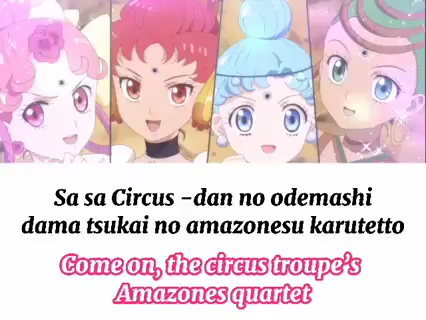 Sa sa Circus -dan no odemashi
dama tsukai no amazonesu karutetto
Come on, the circus troupe's
Amazones quartet